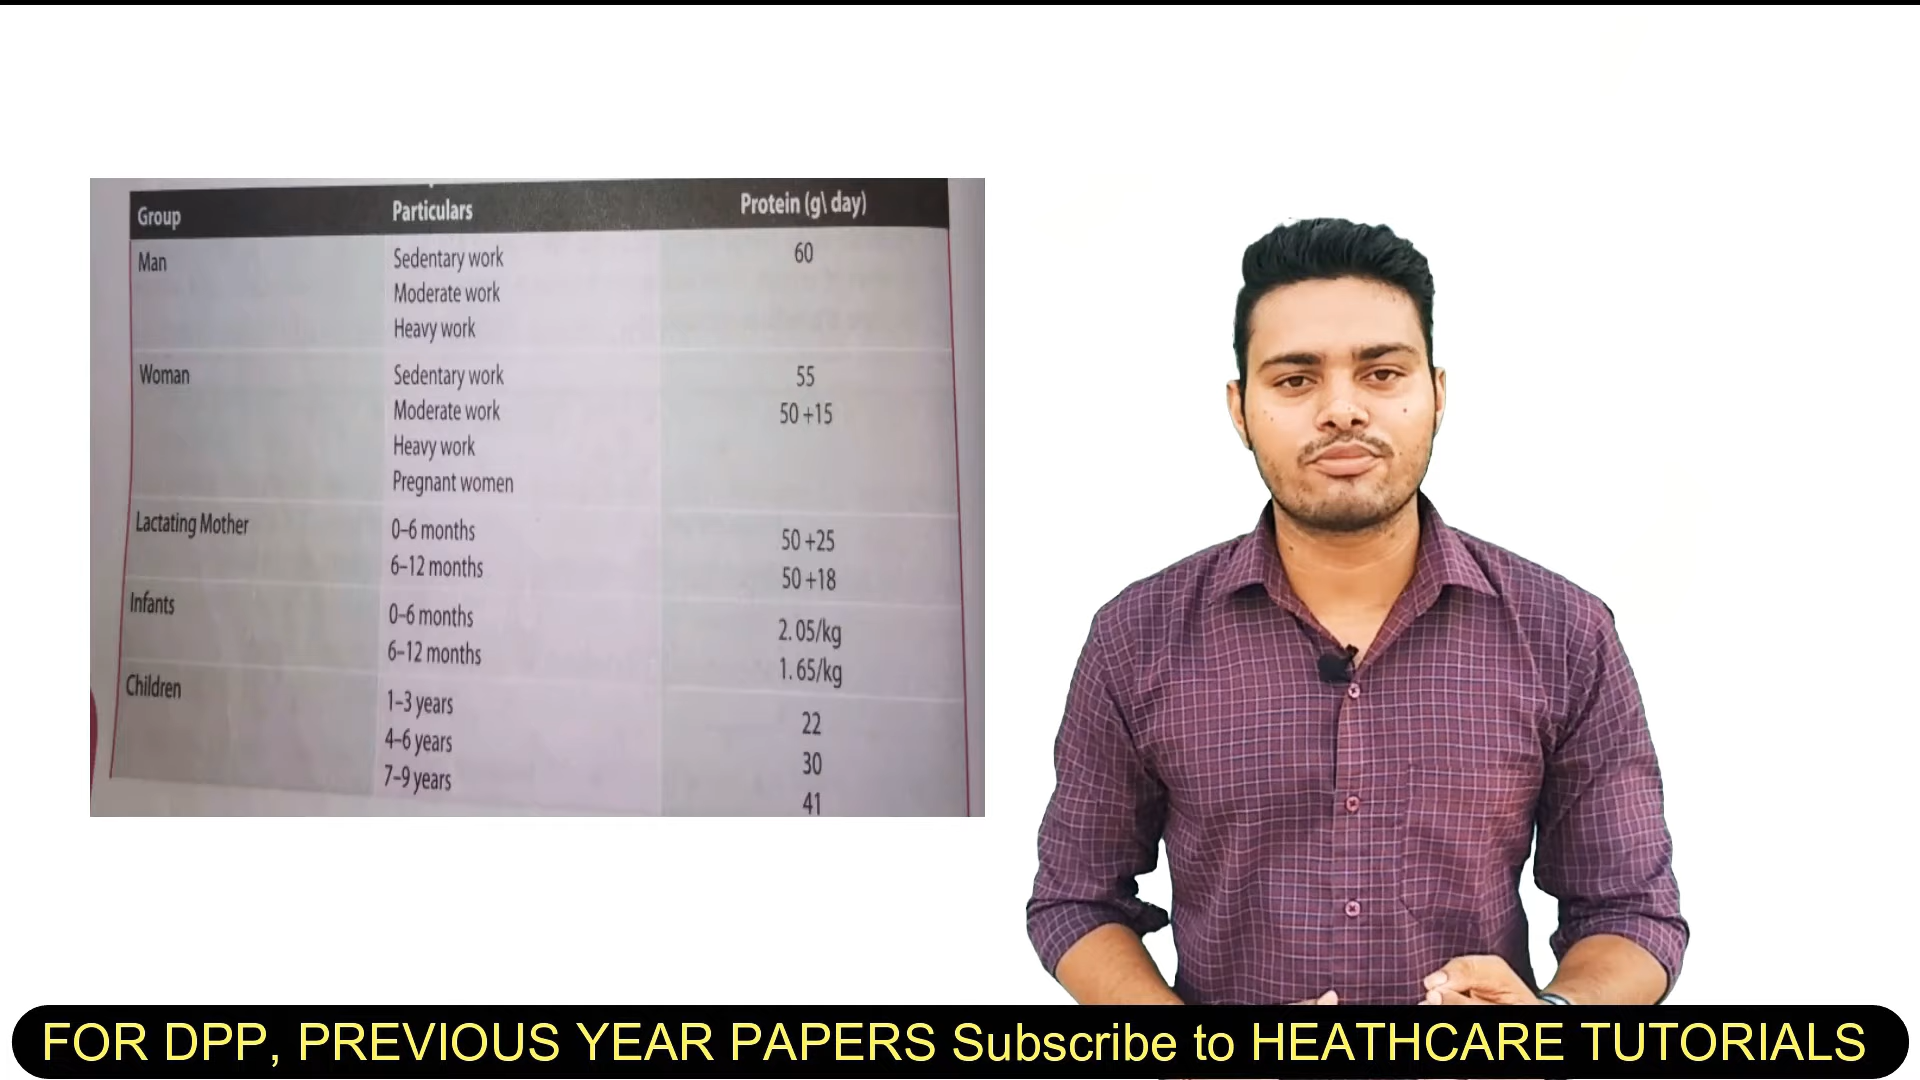 Group Particulars Protein (g\ day)
Man Sedentary work 60
Moderate work
Heavy work
Woman Sedentary work 55
Moderate work 50 +15
Heavy work
Pregnant women
Lactating Mother 0–6 months 50 +25
6–12 months 50 +18
Infants 0–6 months 2. 05/kg
6–12 months 1. 65/kg
Children 1–3 years 22
4–6 years 30
7–9 years 41
FOR DPP, PREVIOUS YEAR PAPERS Subscribe to HEATHCARE TUTORIALS